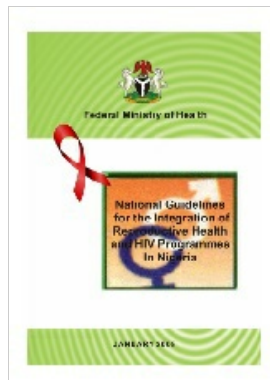 Federal Ministry of Health
National Guidelines
for the Integration of
Reproductive Health
and HIV Programmes
In Nigeria
JANUARY